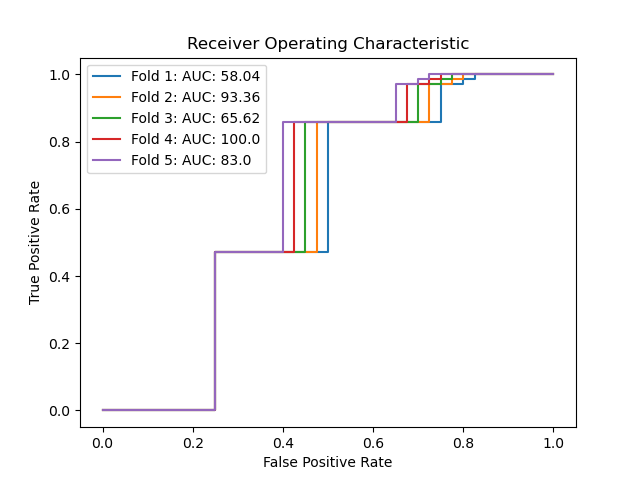 Receiver Operating Characteristic
Fold 1: AUC: 58.04
Fold 2: AUC: 93.36
Fold 3: AUC: 65.62
Fold 4: AUC: 100.0
Fold 5: AUC: 83.0
True Positive Rate
1.0
0.8
0.6
0.4
0.2
0.0
0.0 0.2 0.4 0.6 0.8 1.0
False Positive Rate